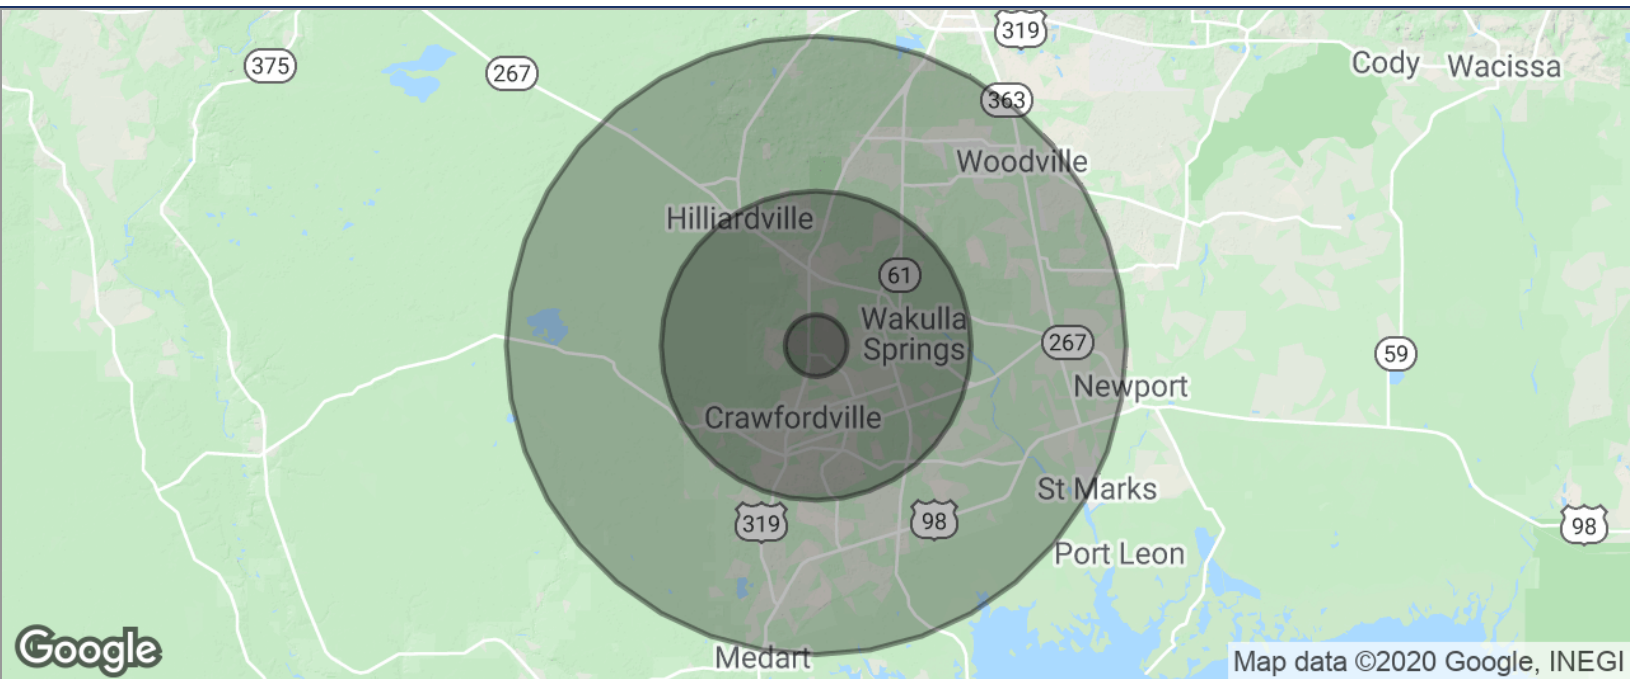 319
Cody
Wacissa
375
267
363
Woodville
Hilliardville
61
Wakulla
Springs
267
59
Newport
Crawfordville
St Marks
319
98
98
Port Leon
Medart
Google
Map data ©2020 Google, INEGI